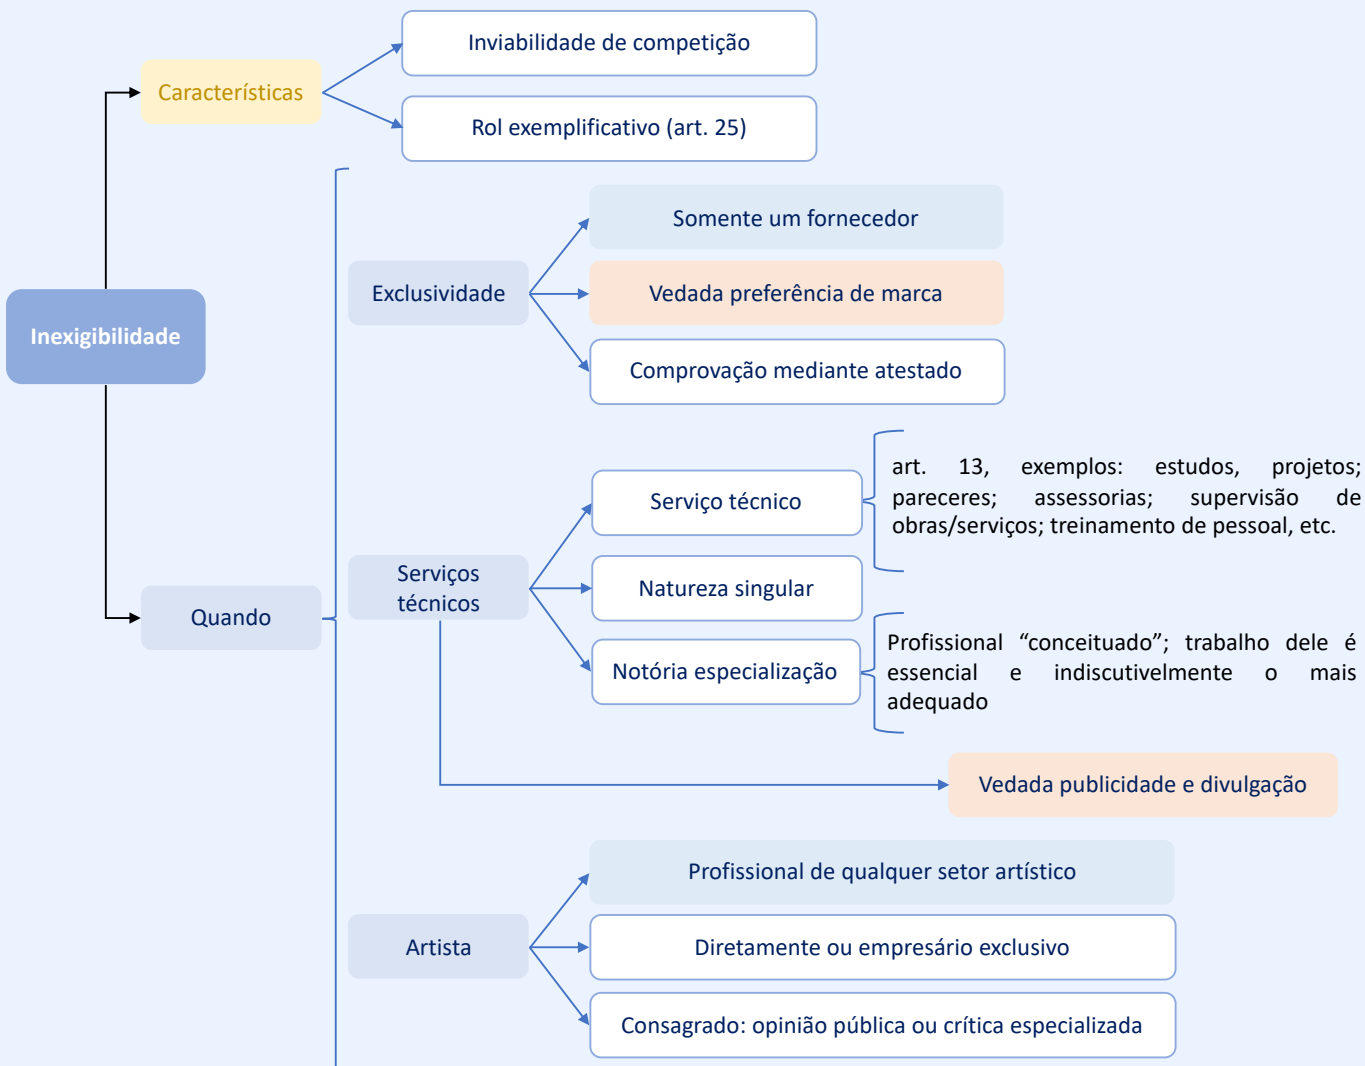 Inexigibilidade
Características
Inviabilidade de competição
Rol exemplificativo (art. 25)
Quando
Exclusividade
Somente um fornecedor
Vedada preferência de marca
Comprovação mediante atestado
Serviços
técnicos
Serviço técnico
art. 13, exemplos: estudos, projetos;
pareceres; assessorias; supervisão de
obras/serviços; treinamento de pessoal, etc.
Natureza singular
Notória especialização
Profissional “conceituado”; trabalho dele é
essencial e indiscutivelmente o mais
adequado
Vedada publicidade e divulgação
Artista
Profissional de qualquer setor artístico
Diretamente ou empresário exclusivo
Consagrado: opinião pública ou crítica especializada